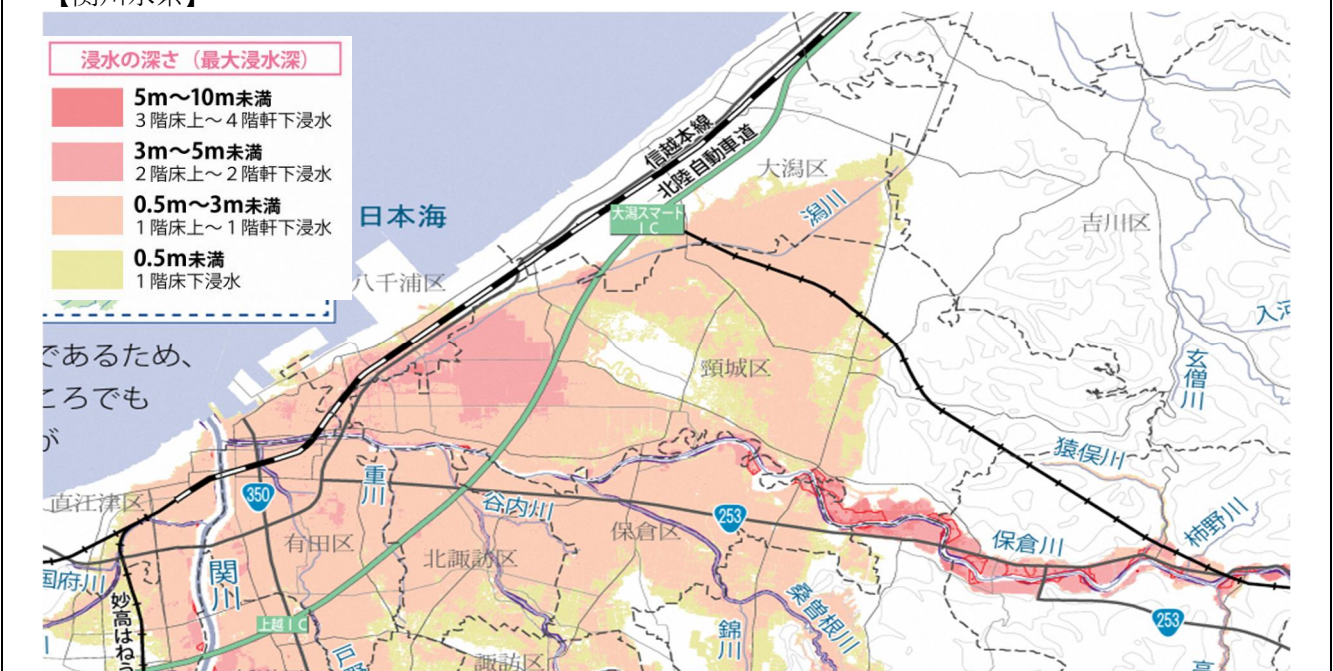 【関川水系】
浸水の深さ（最大浸水深）
5m〜10m未満
3階床上〜4階軒下浸水
3m〜5m未満
2階床上〜2階軒下浸水
0.5m〜3m未満
1階床上〜1階軒下浸水
0.5m未満
1階床下浸水
日本海
信越本線
北陸自動車道
大潟区
大潟スマート
IC
潟川
吉川区
八千浦区
頸城区
であるため、
ころでも
が
玄僧川
猿俣川
柿野川
直江津区
350
重川
谷内川
253
保倉区
保倉川
有田区
北諏訪区
国府川
関川
妙高はね
桑曽根川
錦川
253
上越IC
諏訪区